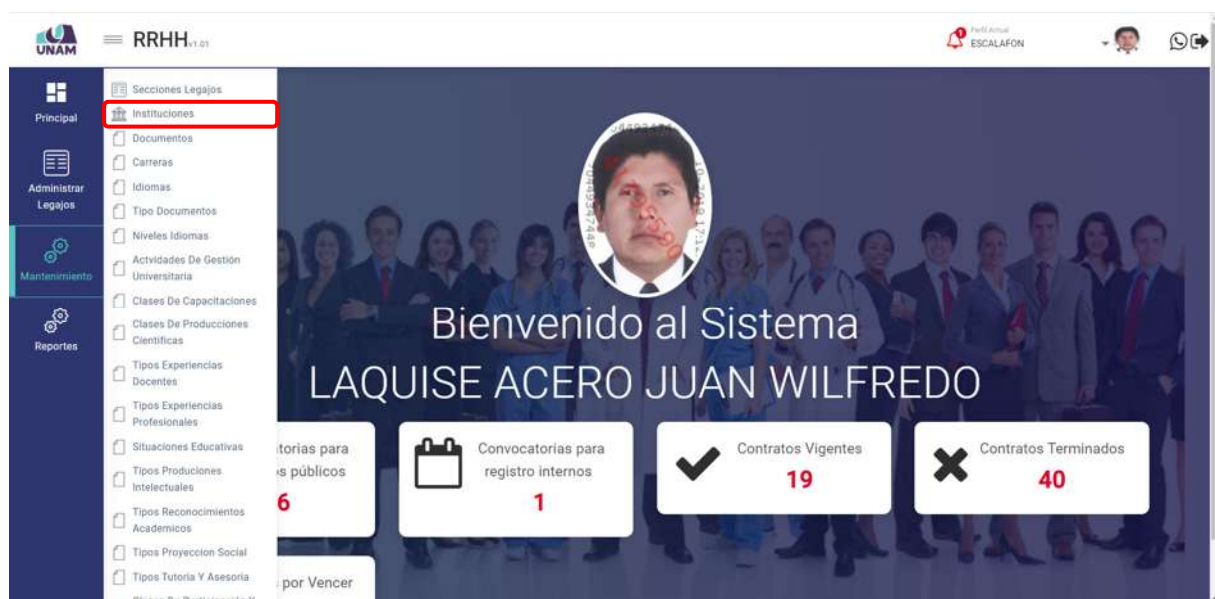 UNAM
RRHH v1.01
Perfil Actual
ESCALAFON
Principal
Administrar
Legajos
Mantenimiento
Reportes
Secciones Legajos
Instituciones
Documentos
Carreras
Idiomas
Tipo Documentos
Niveles Idiomas
Actvidades De Gestión
Universitaria
Clases De Capacitaciones
Clases De Producciones
Cientificas
Tipos Experiencias
Docentes
Tipos Experiencias
Profesionales
Situaciones Educativas
Tipos Produciones
Intelectuales
Tipos Reconocimientos
Academicos
Tipos Proyeccion Social
Tipos Tutoria Y Asesoria
Bienvenido al Sistema
LAQUISE ACERO JUAN WILFREDO
torias para
s públicos
6
Convocatorias para
registro internos
1
Contratos Vigentes
19
Contratos Terminados
40
por Vencer